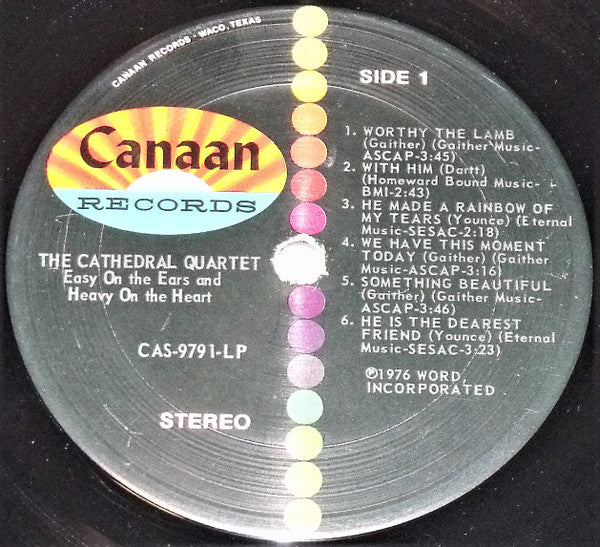 CANAAN RECORDS · WACO, TEXAS
Canaan
RECORDS
THE CATHEDRAL QUARTET
Easy On the Ears and
Heavy On the Heart
CAS-9791-LP
STEREO
SIDE 1
1. WORTHY THE LAMB
(Gaither) (Gaither Music-
ASCAP-3:45)
2. WITH HIM (Dartt)
(Homeward Bound Music-
BMI-2:43)
3. HE MADE A RAINBOW OF
MY TEARS (Younce) (Eternal
Music-SESAC-2:18)
4. WE HAVE THIS MOMENT
TODAY (Gaither) (Gaither
Music-ASCAP-3:16)
5. SOMETHING BEAUTIFUL
(Gaither) (Gaither Music-
ASCAP-3:46)
6. HE IS THE DEAREST
FRIEND (Younce) (Eternal
Music-SESAC-3:23)
℗1976 WORD,
INCORPORATED